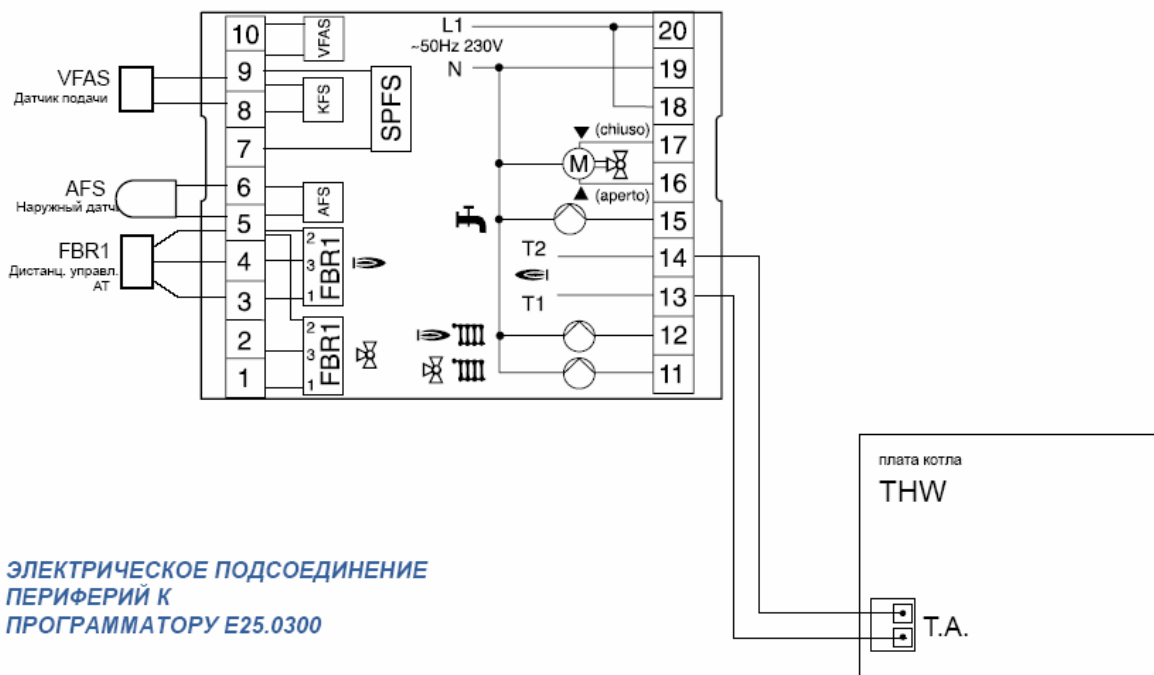 10
9
8
7
6
5
4
3
2
1
VFAS
Датчик подачи
AFS
Наружный датч
FBR1
Дистанц. управл.
АТ
VFAS
KFS
SPFS
AFS
2
3
1
FBR1
2
3
1
FBR1
L1
~50Hz 230V
N
(chiuso)
M
(aperto)
T2
T1
20
19
18
17
16
15
14
13
12
11
плата котла
THW
T.A.
ЭЛЕКТРИЧЕСКОЕ ПОДСОЕДИНЕНИЕ
ПЕРИФЕРИЙ К
ПРОГРАММАТОРУ E25.0300